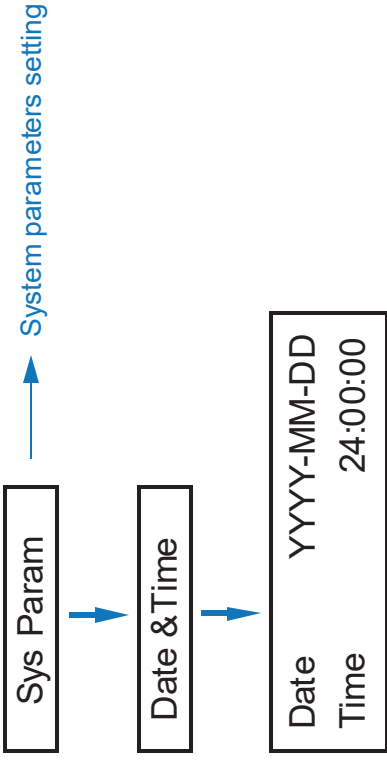 Sys Param
System parameters setting
Date &Time
Date YYYY-MM-DD
Time 24:00:00